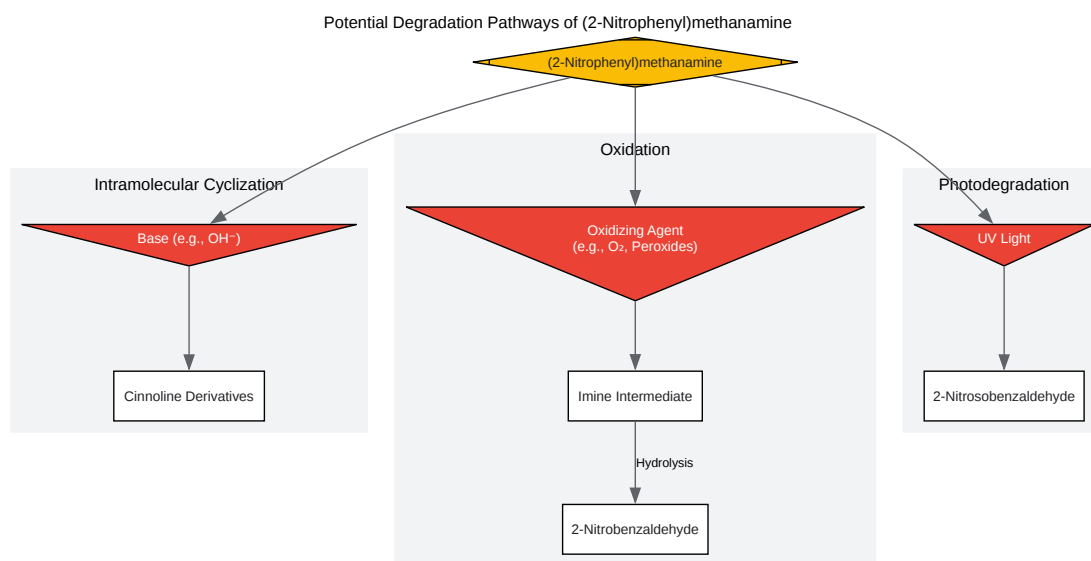 Potential Degradation Pathways of (2-Nitrophenyl)methanamine
(2-Nitrophenyl)methanamine
Intramolecular Cyclization
Base (e.g., OH⁻)
Cinnoline Derivatives
Oxidation
Oxidizing Agent
(e.g., O₂, Peroxides)
Imine Intermediate
Hydrolysis
2-Nitrobenzaldehyde
Photodegradation
UV Light
2-Nitrosobenzaldehyde